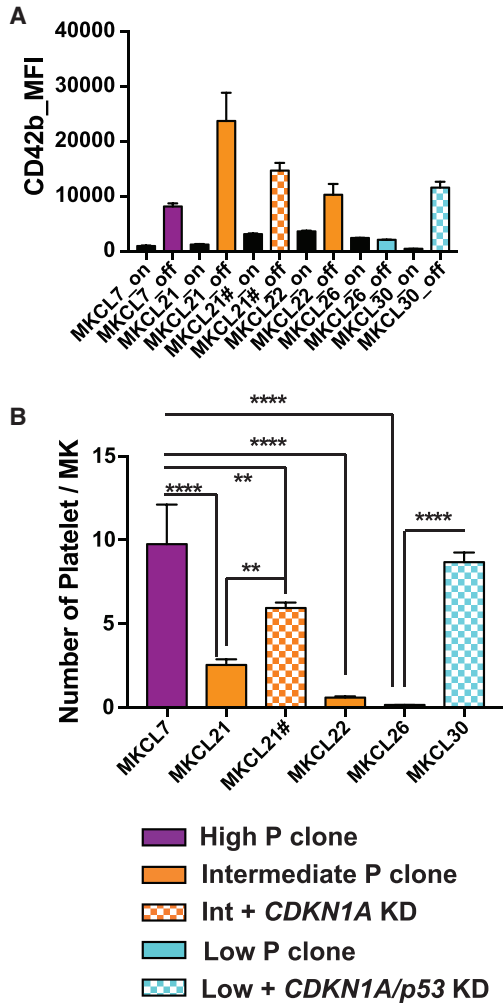 A
CD42b_MFI
40000
30000
20000
10000
0
MKCL7_on
MKCL7_off
MKCL21_on
MKCL21_off
MKCL21#_on
MKCL21#_off
MKCL22_on
MKCL22_off
MKCL26_on
MKCL26_off
MKCL30_on
MKCL30_off
B
Number of Platelet / MK
15
10
5
0
****
****
**
****
**
****
MKCL7
MKCL21
MKCL21#
MKCL22
MKCL26
MKCL30
High P clone
Intermediate P clone
Int + CDKN1A KD
Low P clone
Low + CDKN1A/p53 KD